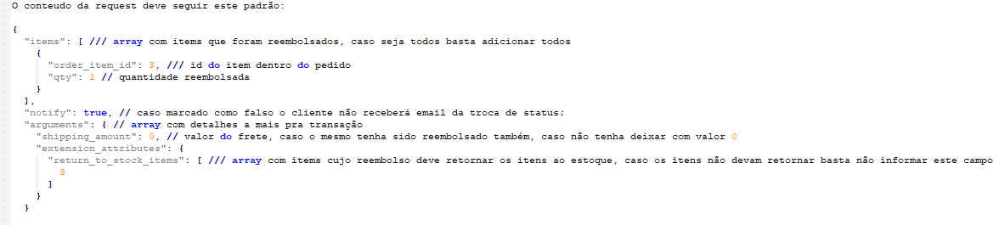 O conteudo da request deve seguir este padrão:
{
"items": [ /// array com items que foram reembolsados, caso seja todos basta adicionar todos
{
"order_item_id": 3, /// id do item dentro do pedido
"qty": 1 // quantidade reembolsada
}
],
"notify": true, // caso marcado como falso o cliente não receberá email da troca de status;
"arguments": { // array com detalhes a mais pra transação
"shipping_amount": 0, // valor do frete, caso o mesmo tenha sido reembolsado também, caso não tenha deixar com valor 0
"extension_attributes": {
"return_to_stock_items": [ /// array com items cujo reembolso deve retornar os itens ao estoque, caso os itens não devam retornar basta não informar este campo
3
]
}
}